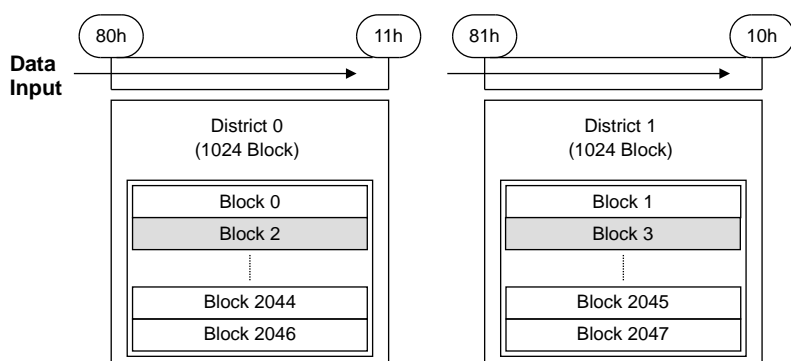 80h
11h
81h
10h
Data
Input
District 0
(1024 Block)
Block 0
Block 2
Block 2044
Block 2046
District 1
(1024 Block)
Block 1
Block 3
Block 2045
Block 2047